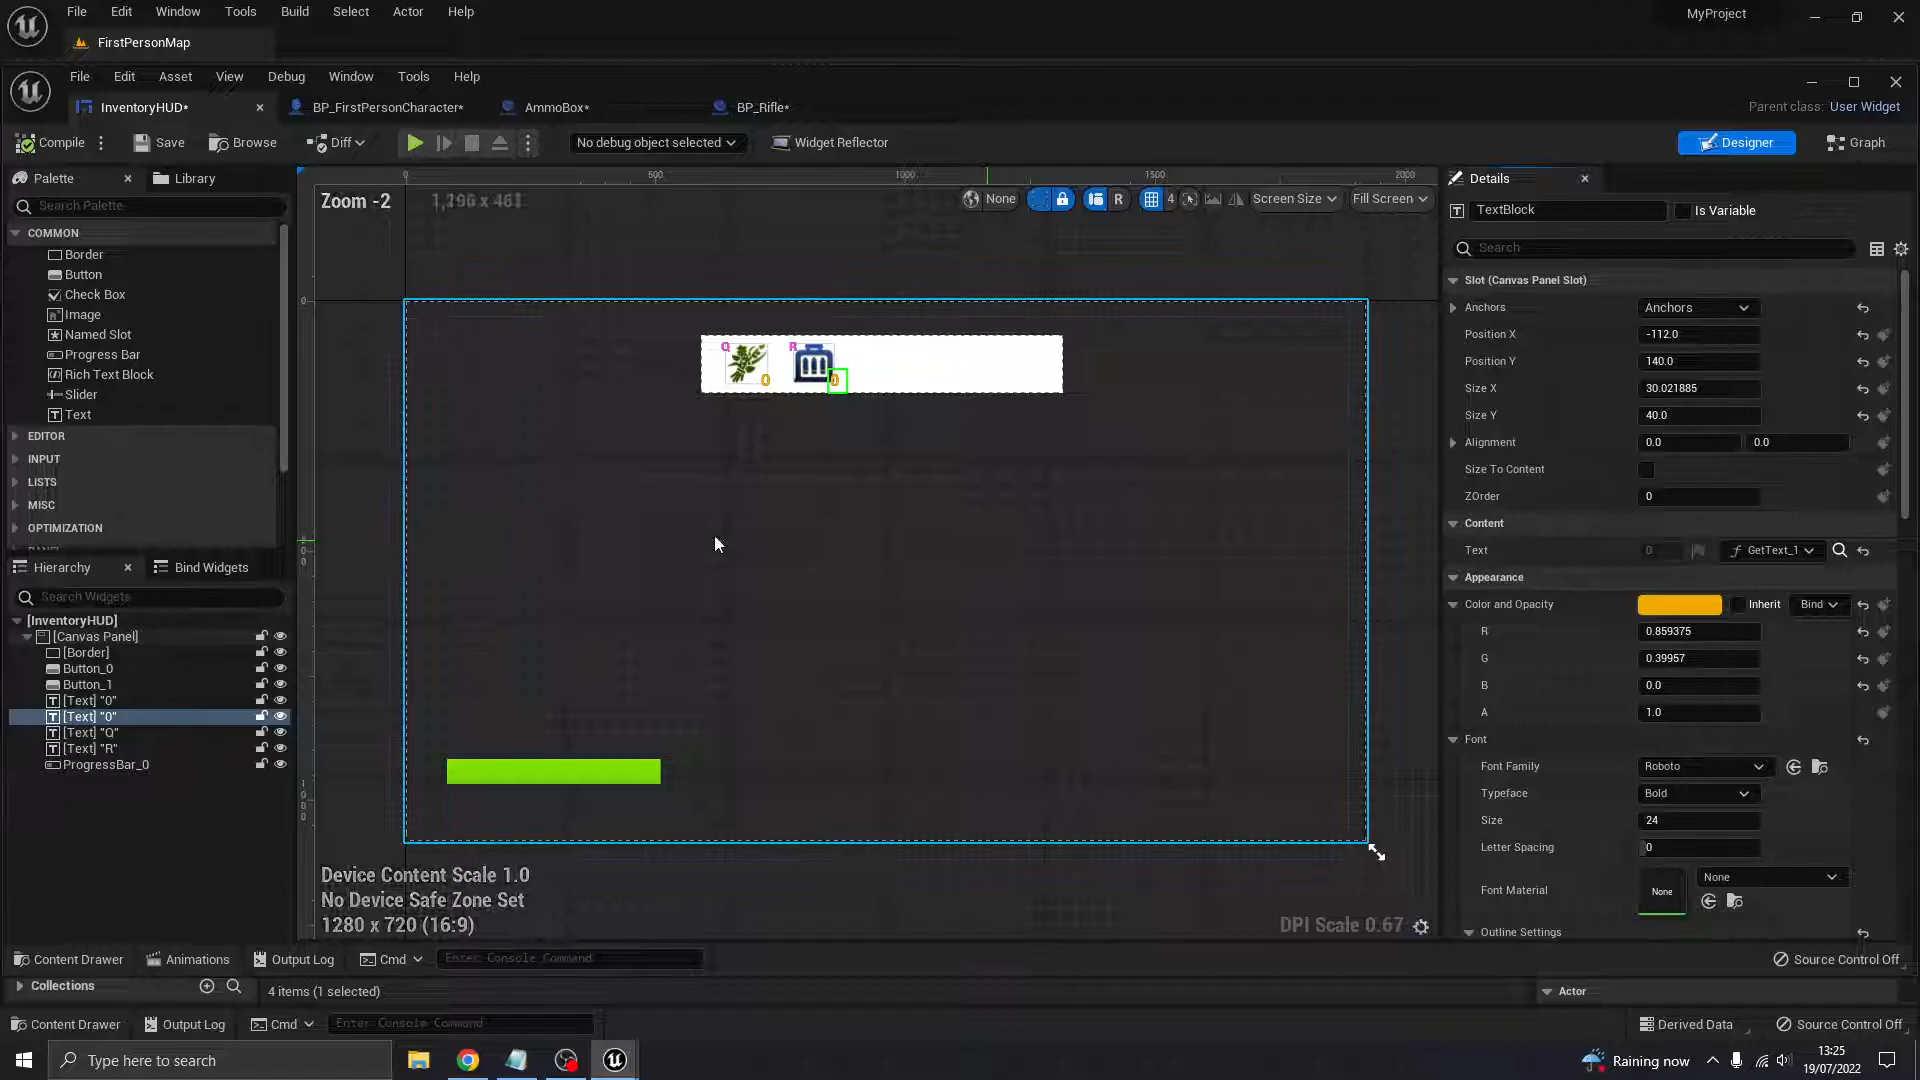 File Edit Window Tools Build Select Actor Help
MyProject
FirstPersonMap
File Edit Asset View Debug Window Tools Help
InventoryHUD* BP_FirstPersonCharacter* AmmoBox* BP_Rifle*
Parent class: User Widget
Compile Save Browse Diff No debug object selected Widget Reflector Designer Graph
Palette Library
Search Palette
COMMON
Border
Button
Check Box
Image
Named Slot
Progress Bar
Rich Text Block
Slider
Text
EDITOR
INPUT
LISTS
MISC
OPTIMIZATION
Hierarchy Bind Widgets
Search Widgets
[InventoryHUD]
[Canvas Panel]
[Border]
Button_0
Button_1
[Text] "0"
[Text] "0"
[Text] "Q"
[Text] "R"
ProgressBar_0
0 500 1000 1500 2000
Zoom -2
None R 4 Screen Size Fill Screen
Q R
0 0
Device Content Scale 1.0
No Device Safe Zone Set
1280 x 720 (16:9)
DPI Scale 0.67
Details
TextBlock Is Variable
Search
Slot (Canvas Panel Slot)
Anchors Anchors
Position X -112.0
Position Y 140.0
Size X 30.021885
Size Y 40.0
Alignment 0.0 0.0
Size To Content
ZOrder 0
Content
Text 0 GetText_1
Appearance
Color and Opacity Inherit Bind
R 0.859375
G 0.39957
B 0.0
A 1.0
Font
Font Family Roboto
Typeface Bold
Size 24
Letter Spacing 0
Font Material None None
Outline Settings
Content Drawer Animations Output Log Cmd Enter Console Command Source Control Off
Collections 4 items (1 selected) Actor
Content Drawer Output Log Cmd Enter Console Command Derived Data Source Control Off
Type here to search
Raining now
13:25
19/07/2022